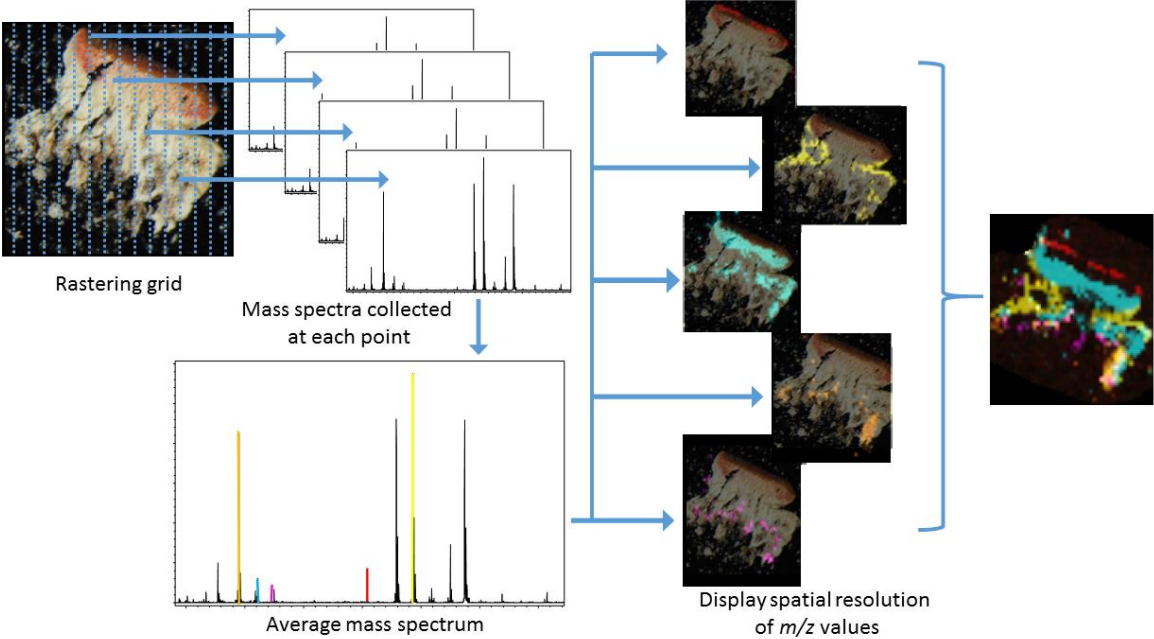 Rastering grid
Mass spectra collected
at each point
Average mass spectrum
Display spatial resolution
of m/z values